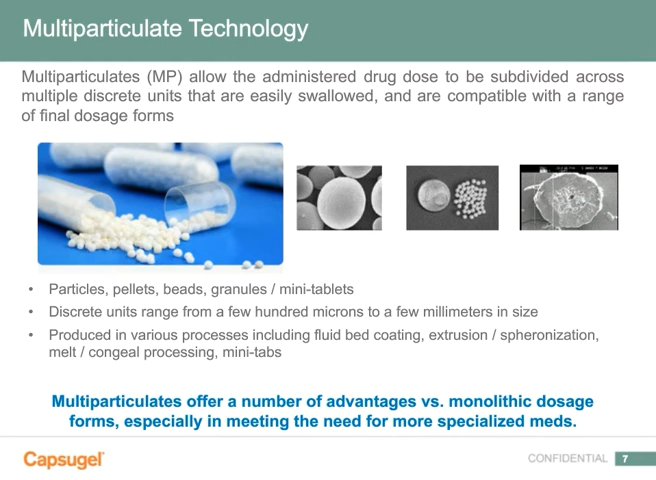 Multiparticulate Technology
Multiparticulates (MP) allow the administered drug dose to be subdivided across
multiple discrete units that are easily swallowed, and are compatible with a range
of final dosage forms
• Particles, pellets, beads, granules / mini-tablets
• Discrete units range from a few hundred microns to a few millimeters in size
• Produced in various processes including fluid bed coating, extrusion / spheronization,
melt / congeal processing, mini-tabs
Multiparticulates offer a number of advantages vs. monolithic dosage
forms, especially in meeting the need for more specialized meds.
Capsugel
CONFIDENTIAL 7